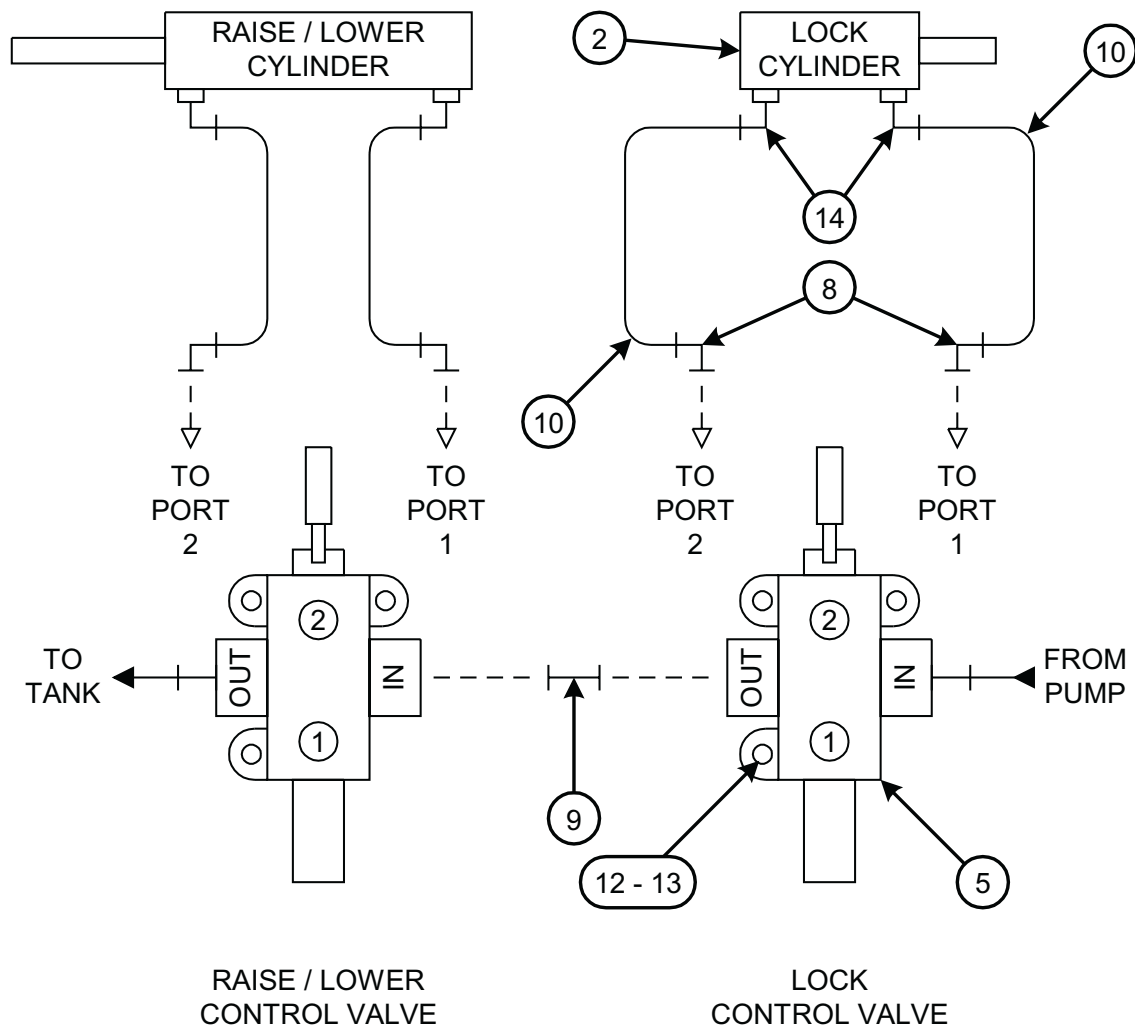 RAISE / LOWER
CYLINDER
2
LOCK
CYLINDER
10
14
8
10
TO
PORT
2
TO
PORT
1
TO
PORT
2
TO
PORT
1
2
2
TO
TANK
OUT
IN
OUT
IN
FROM
PUMP
1
1
9
12 - 13
5
RAISE / LOWER
CONTROL VALVE
LOCK
CONTROL VALVE